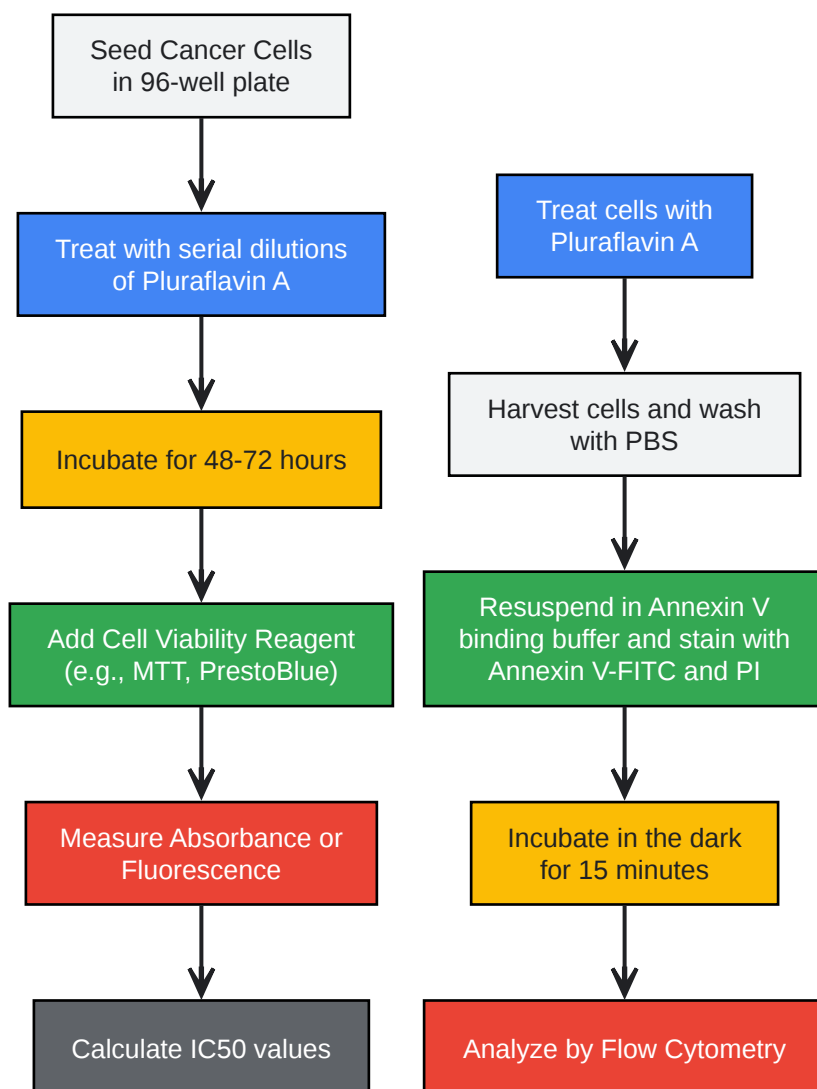 Seed Cancer Cells
in 96-well plate
Treat with serial dilutions
of Pluraflavin A
Incubate for 48-72 hours
Add Cell Viability Reagent
(e.g., MTT, PrestoBlue)
Measure Absorbance or
Fluorescence
Calculate IC50 values
Treat cells with
Pluraflavin A
Harvest cells and wash
with PBS
Resuspend in Annexin V
binding buffer and stain with
Annexin V-FITC and PI
Incubate in the dark
for 15 minutes
Analyze by Flow Cytometry